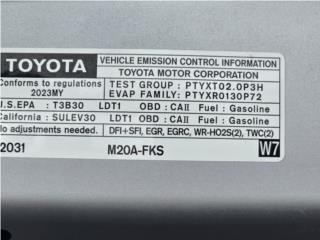 TOYOTA
VEHICLE EMISSION CONTROL INFORMATION
TOYOTA MOTOR CORPORATION
Conforms to regulations
2023MY
TEST GROUP : PTYXT02.0P3H
EVAP FAMILY: PTYXR0130P72
U.S.EPA : T3B30 LDT1 OBD : CAII Fuel : Gasoline
California : SULEV30 LDT1 OBD : CAII Fuel : Gasoline
No adjustments needed.
DFI+SFI, EGR, EGRC, WR-HO2S(2), TWC(2)
2031 M20A-FKS W7